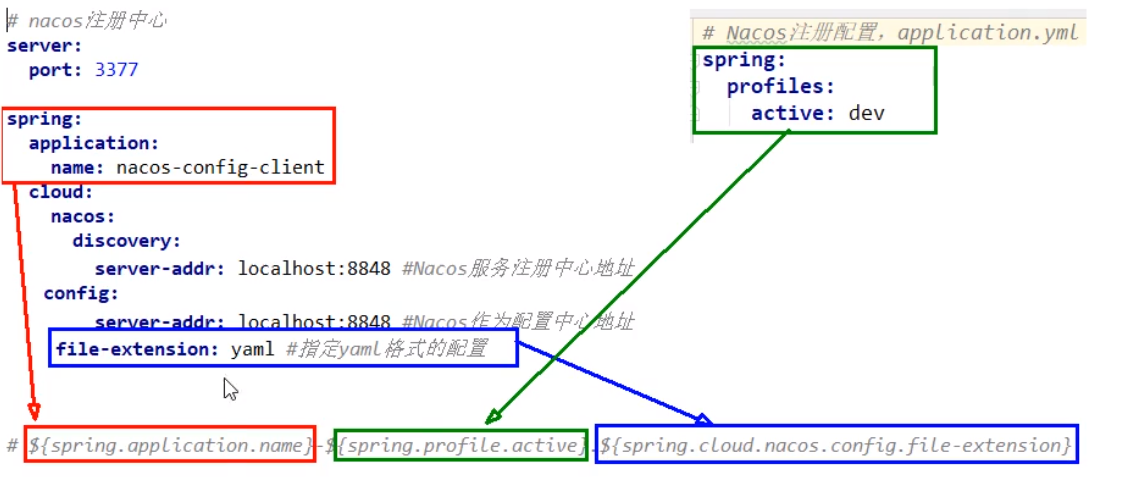 # nacos注册中心
server:
port: 3377
spring:
application:
name: nacos-config-client
cloud:
nacos:
discovery:
server-addr: localhost:8848 #Nacos服务注册中心地址
config:
server-addr: localhost:8848 #Nacos作为配置中心地址
file-extension: yaml #指定yaml格式的配置
# Nacos注册配置，application.yml
spring:
profiles:
active: dev
# ${spring.application.name}-${spring.profile.active}.${spring.cloud.nacos.config.file-extension}